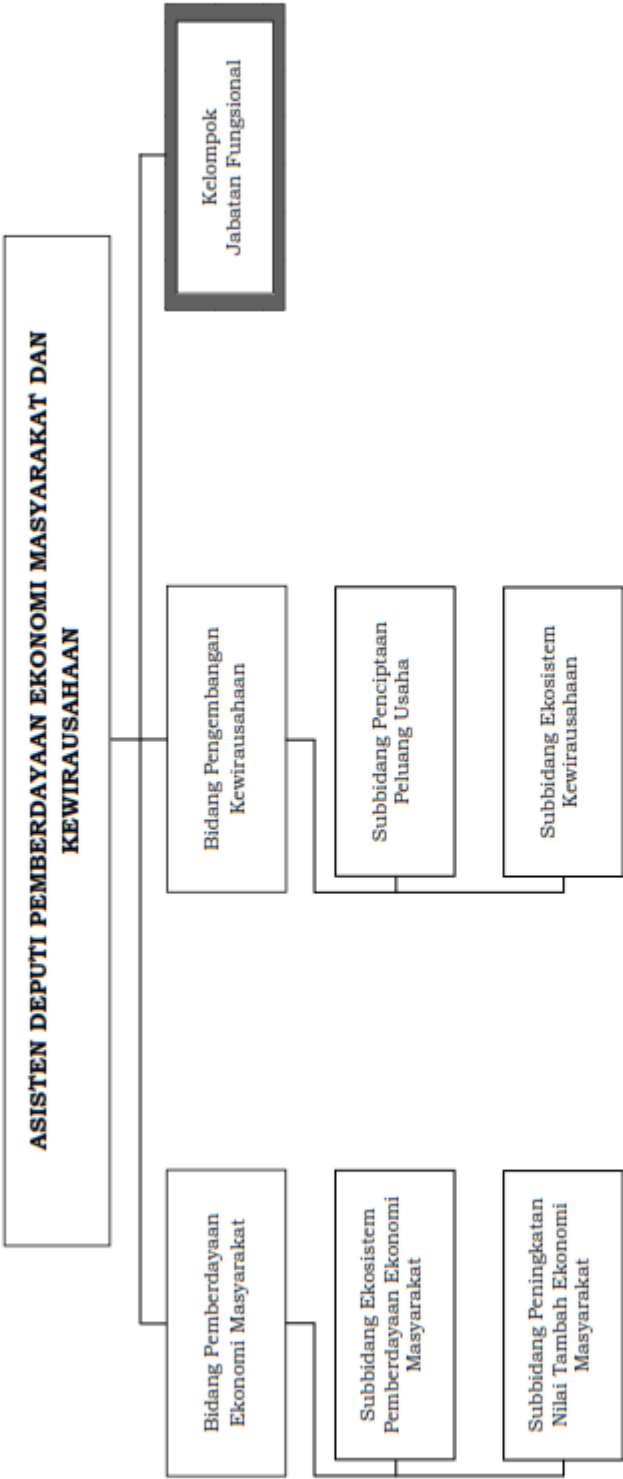 ASISTEN DEPUTI PEMBERDAYAAN EKONOMI MASYARAKAT DAN
KEWIRAUSAHAAN
Bidang Pemberdayaan
Ekonomi Masyarakat
Bidang Pengembangan
Kewirausahaan
Kelompok
Jabatan Fungsional
Subbidang Ekosistem
Pemberdayaan Ekonomi
Masyarakat
Subbidang Penciptaan
Peluang Usaha
Subbidang Peningkatan
Nilai Tambah Ekonomi
Masyarakat
Subbidang Ekosistem
Kewirausahaan